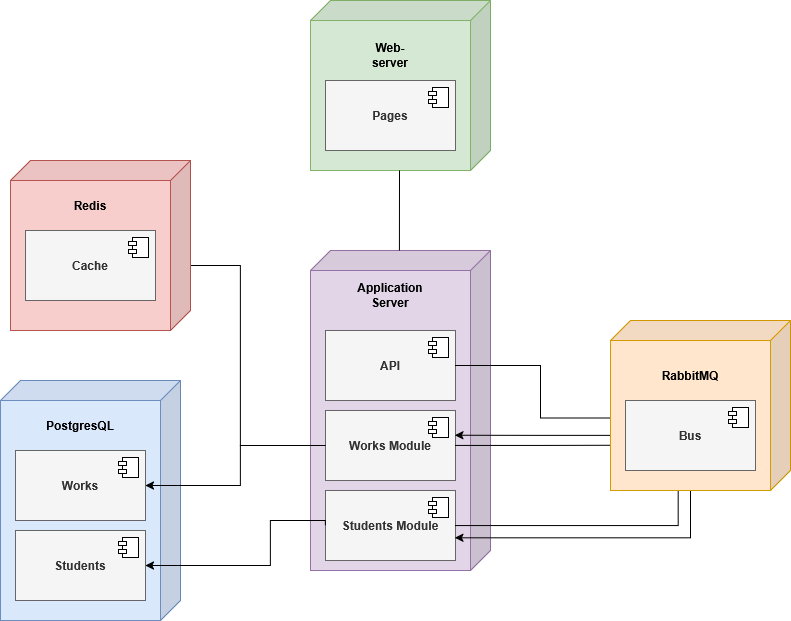 Web-
server
Pages
Redis
Cache
Application
Server
API
Works Module
Students Module
RabbitMQ
Bus
PostgresQL
Works
Students